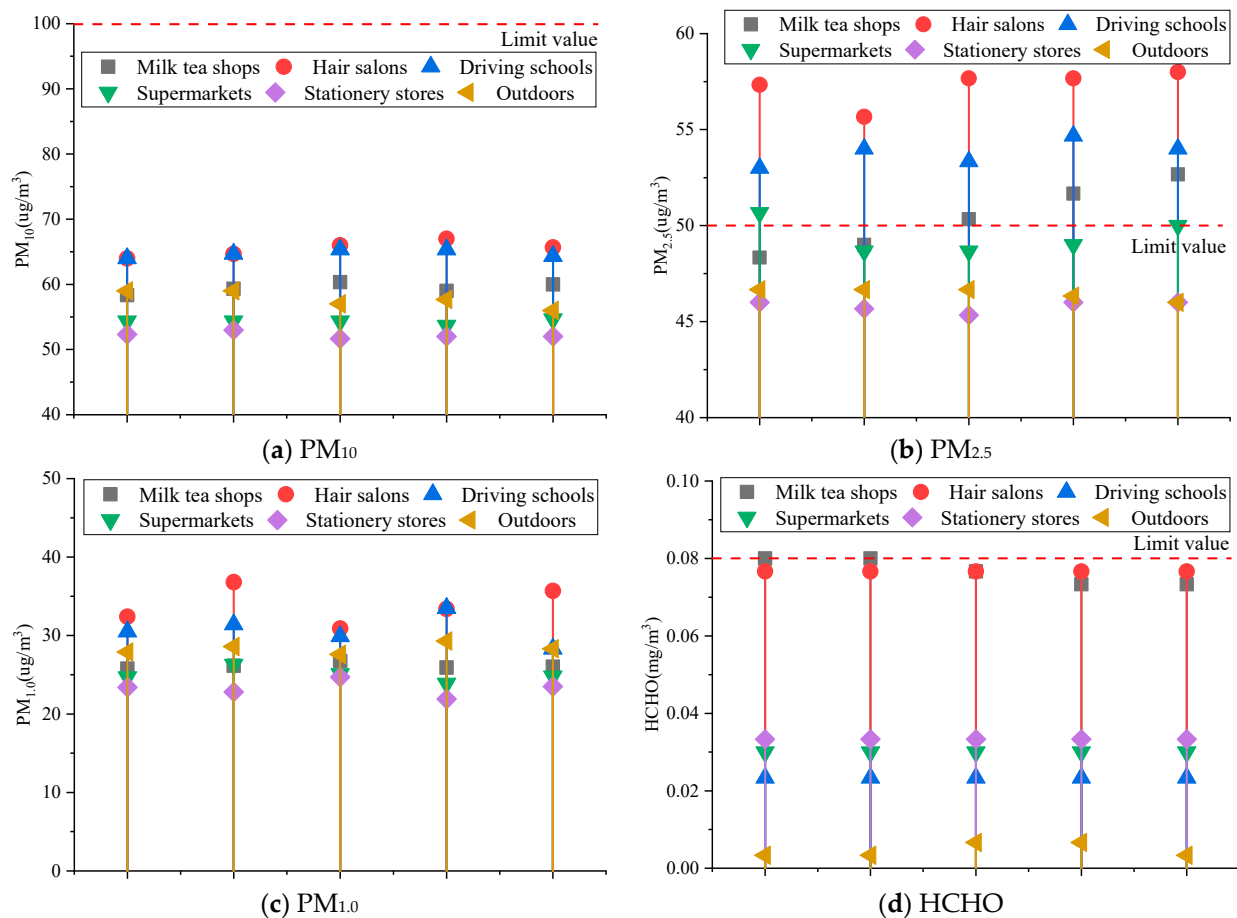 100
90
80
70
60
50
40
PM10(ug/m³)
Limit value
Milk tea shops Hair salons Driving schools
Supermarkets Stationery stores Outdoors
(a) PM10
60
55
50
45
40
PM2.5(ug/m³)
Milk tea shops Hair salons Driving schools
Supermarkets Stationery stores Outdoors
Limit value
(b) PM2.5
50
40
30
20
10
0
PM1.0(ug/m³)
Milk tea shops Hair salons Driving schools
Supermarkets Stationery stores Outdoors
(c) PM1.0
0.10
0.08
0.06
0.04
0.02
0.00
HCHO(mg/m³)
Milk tea shops Hair salons Driving schools
Supermarkets Stationery stores Outdoors
Limit value
(d) HCHO